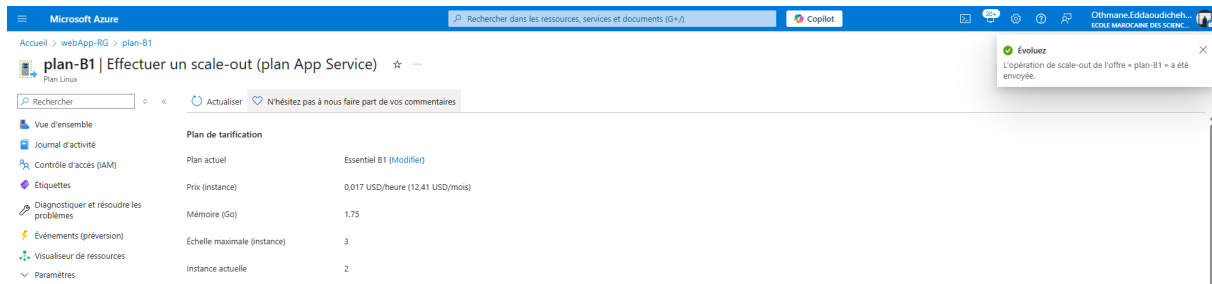 Microsoft Azure
Rechercher dans les ressources, services et documents (G+/)
Copilot
20+
Othmane.Eddaoudicheh...
ECOLE MAROCAINE DES SCIENC...
Accueil > webApp-RG > plan-B1
plan-B1 | Effectuer un scale-out (plan App Service)
Plan Linux
Évoluez
L'opération de scale-out de l'offre « plan-B1 » a été
envoyée.
Rechercher
Actualiser
N'hésitez pas à nous faire part de vos commentaires
Vue d'ensemble
Journal d'activité
Contrôle d'accès (IAM)
Étiquettes
Diagnostiquer et résoudre les
problèmes
Événements (préversion)
Visualiseur de ressources
Paramètres
Plan de tarification
Plan actuel Essentiel B1 (Modifier)
Prix (instance) 0,017 USD/heure (12,41 USD/mois)
Mémoire (Go) 1.75
Échelle maximale (instance) 3
Instance actuelle 2